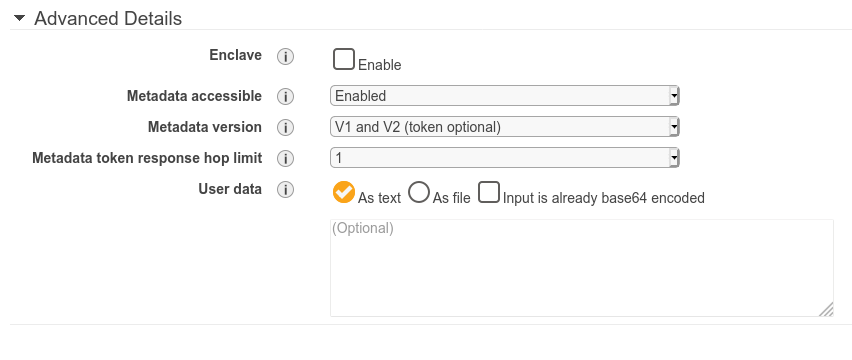 Advanced Details
Enclave Enable
Metadata accessible Enabled
Metadata version V1 and V2 (token optional)
Metadata token response hop limit 1
User data As text As file Input is already base64 encoded
(Optional)